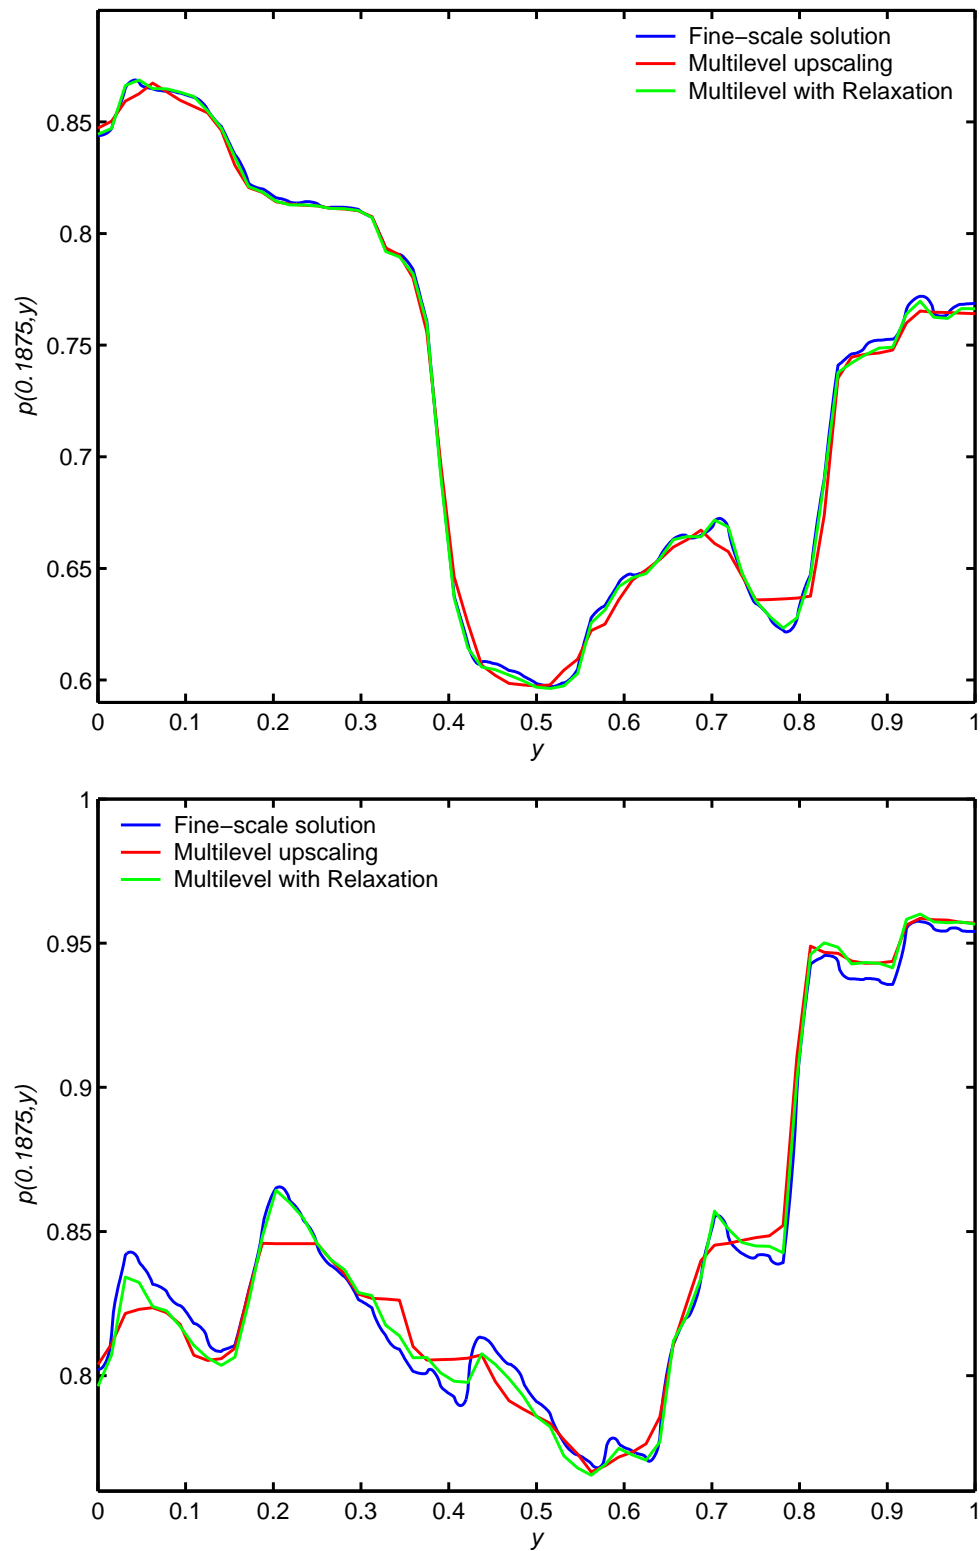 Fine−scale solution
Multilevel upscaling
Multilevel with Relaxation
0.85
0.8
0.75
0.7
0.65
0.6
p(0.1875,y)
0 0.1 0.2 0.3 0.4 0.5 0.6 0.7 0.8 0.9 1
y
1
Fine−scale solution
Multilevel upscaling
Multilevel with Relaxation
0.95
0.9
0.85
0.8
p(0.1875,y)
0 0.1 0.2 0.3 0.4 0.5 0.6 0.7 0.8 0.9 1
y